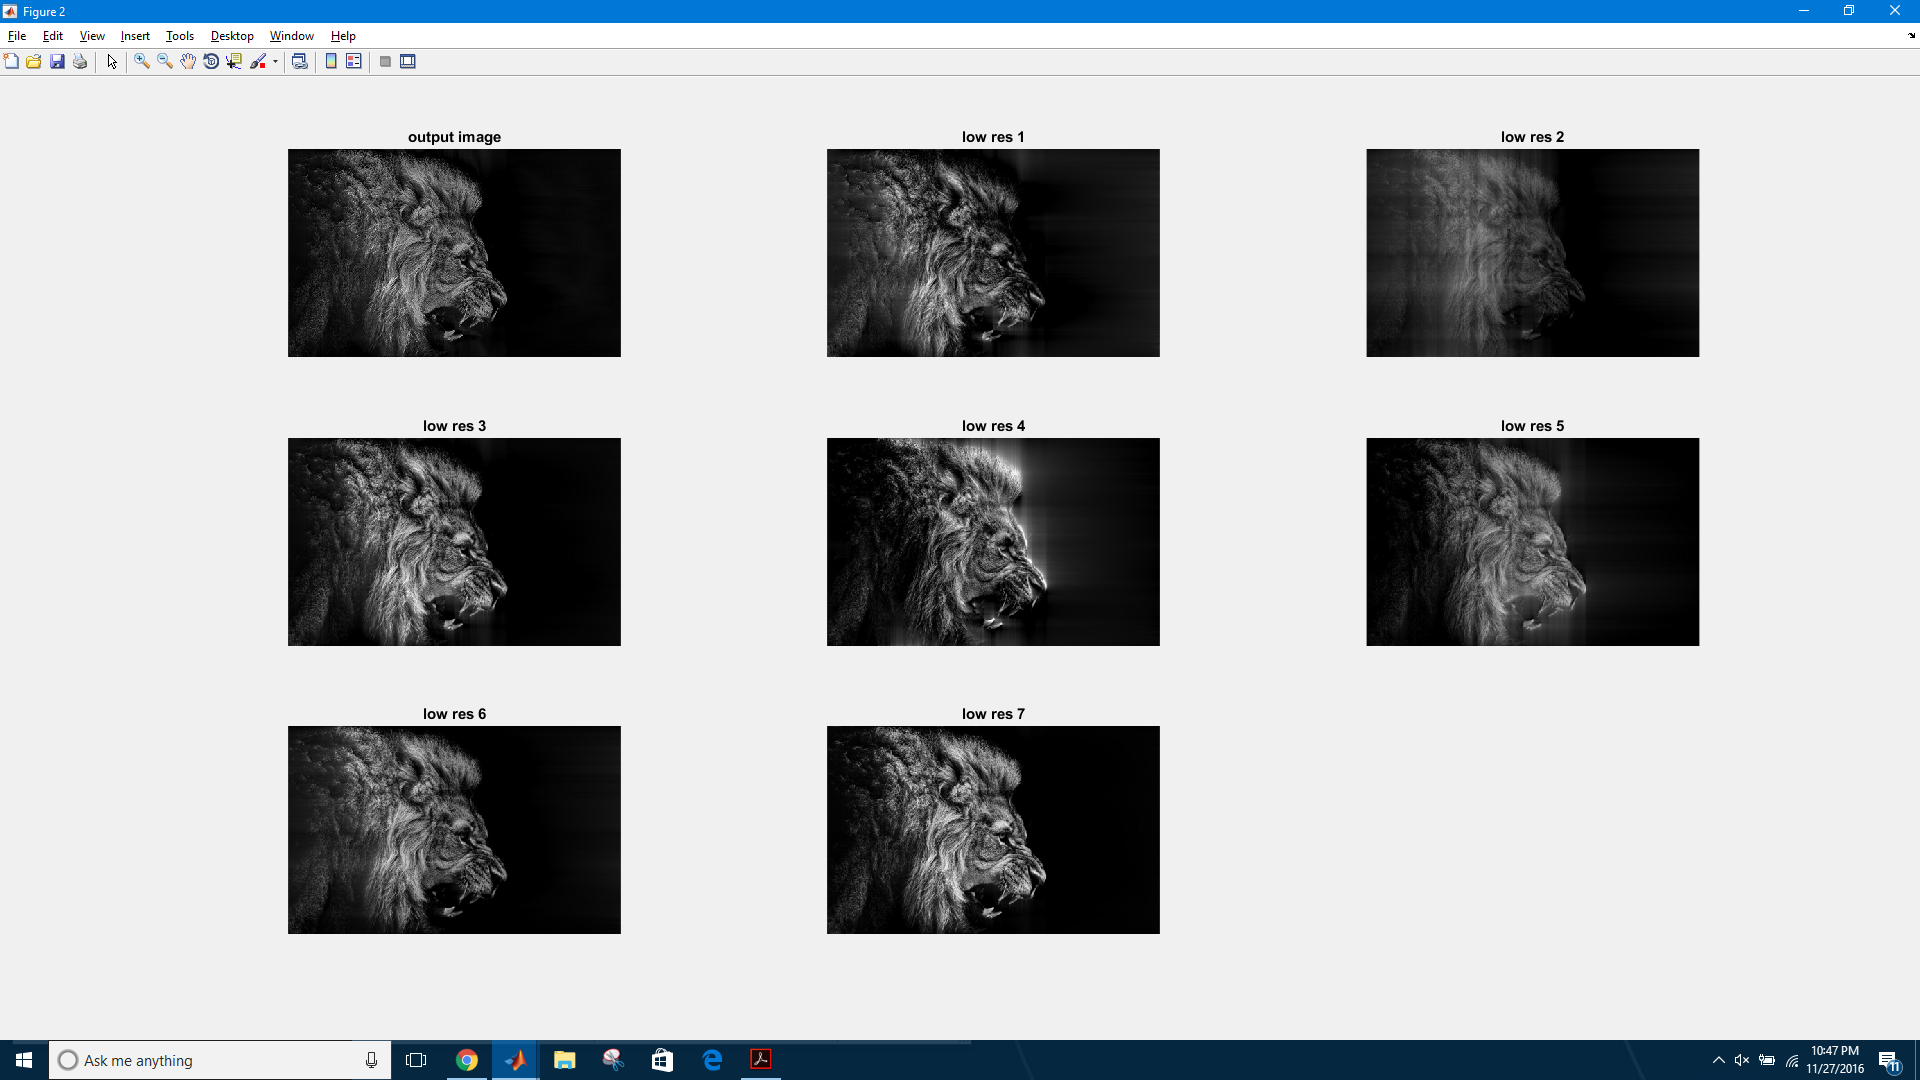 Figure 2
File Edit View Insert Tools Desktop Window Help
output image
low res 1
low res 2
low res 3
low res 4
low res 5
low res 6
low res 7
Ask me anything
10:47 PM
11/27/2016
11